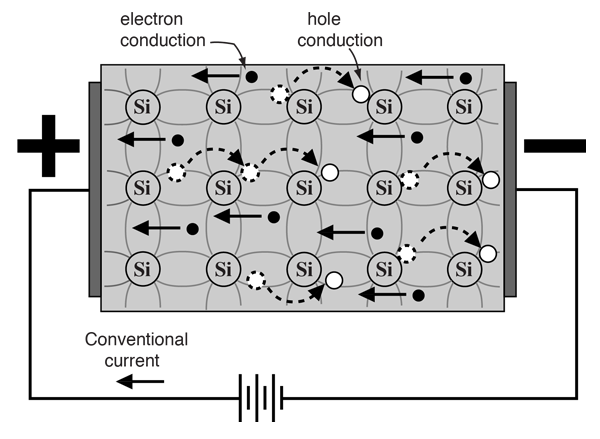 electron
conduction
hole
conduction
Si Si Si Si Si
+ −
Si Si Si Si Si
Si Si Si Si Si
Conventional
current